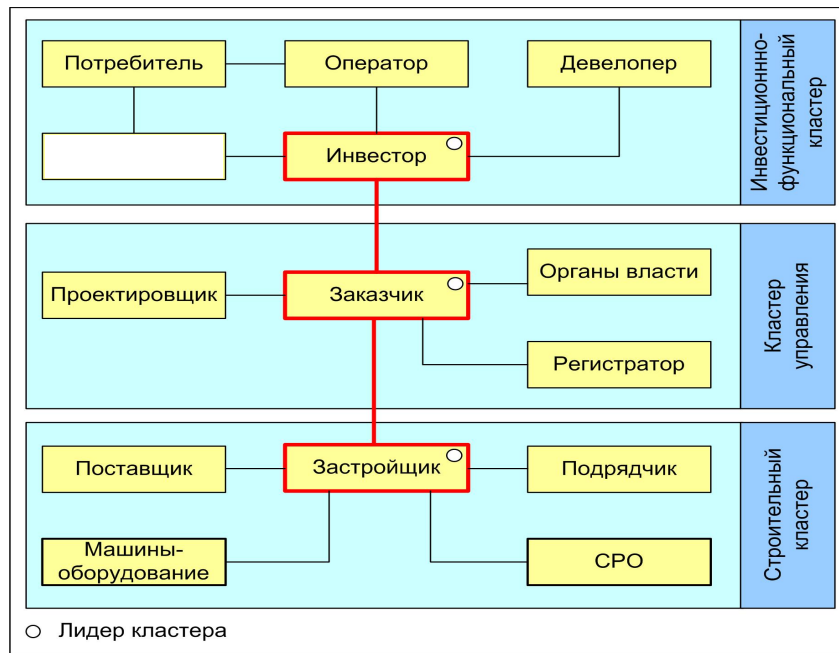 Потребитель
Оператор
Девелопер
Инвестор
Инвестиционнно-
функциональный
кластер
Проектировщик
Заказчик
Органы власти
Регистратор
Кластер
управления
Поставщик
Застройщик
Подрядчик
Машины-
оборудование
СРО
Строительный
кластер
Лидер кластера